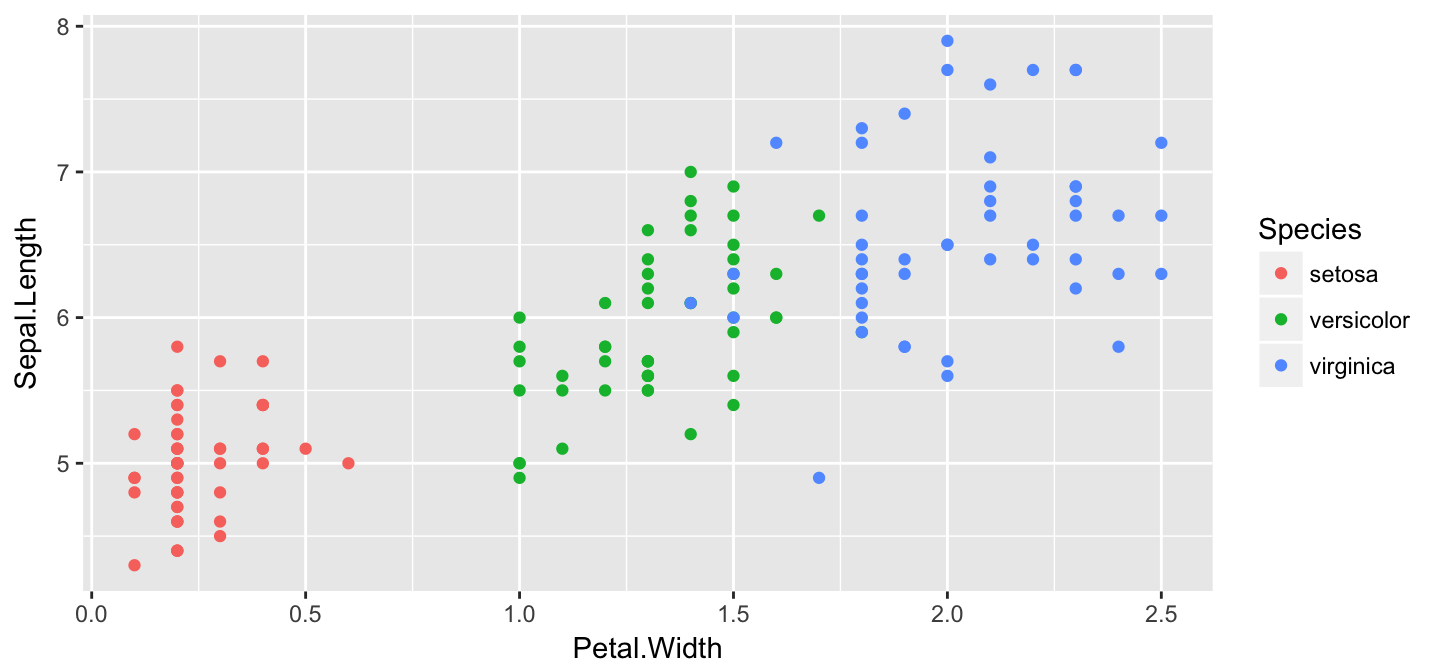 8
7
6
5
Sepal.Length
0.0 0.5 1.0 1.5 2.0 2.5
Petal.Width
Species
setosa
versicolor
virginica